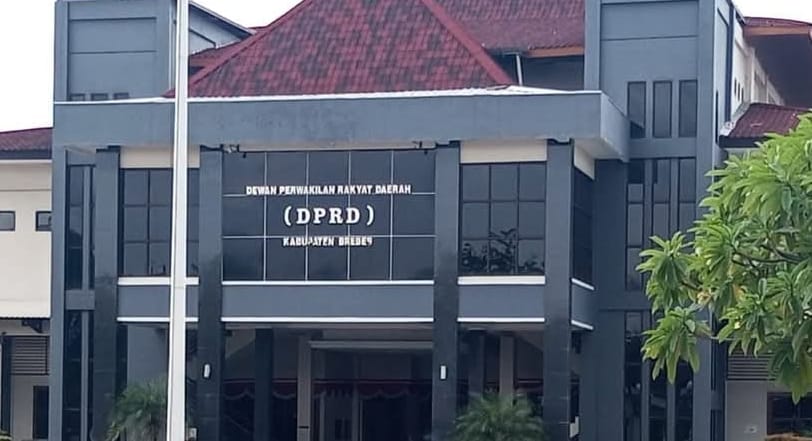 DEWAN PERWAKILAN RAKYAT DAERAH
(DPRD)
KABUPATEN BREBES